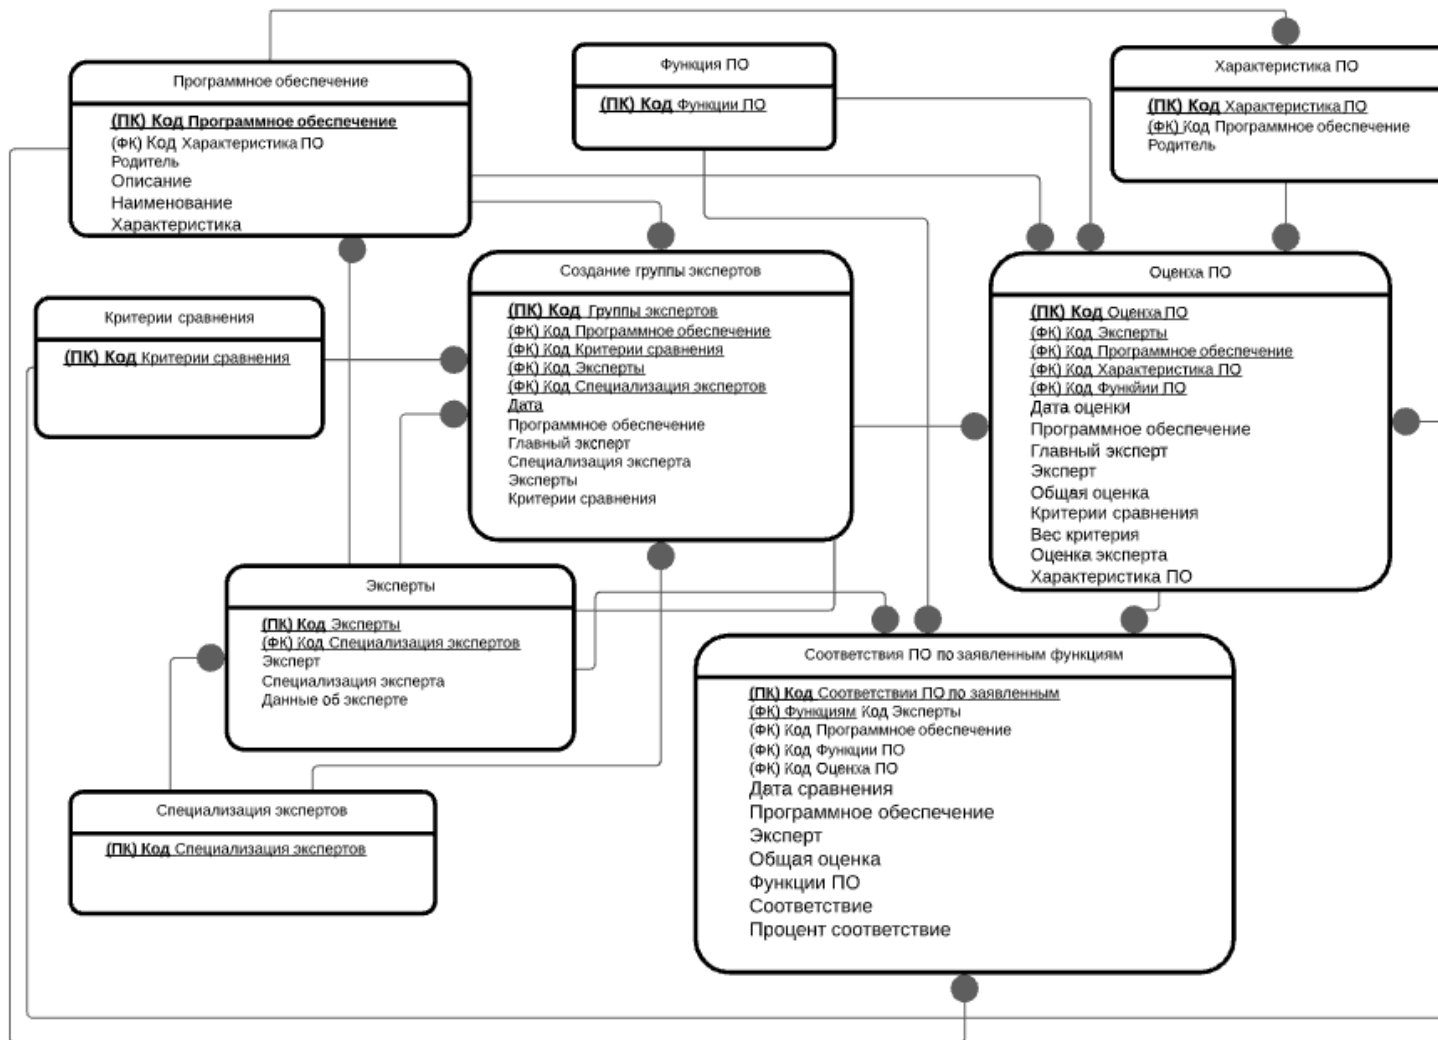 Программное обеспечение
(ПК) Код Программное обеспечение
(ФК) Код Характеристика ПО
Родитель
Описание
Наименование
Характеристика
Функция ПО
(ПК) Код Функции ПО
Характеристика ПО
(ПК) Код Характеристика ПО
(ФК) Код Программное обеспечение
Родитель
Критерии сравнения
(ПК) Код Критерии сравнения
Создание группы экспертов
(ПК) Код Группы экспертов
(ФК) Код Программное обеспечение
(ФК) Код Критерии сравнения
(ФК) Код Эксперты
(ФК) Код Специализация экспертов
Дата
Программное обеспечение
Главный эксперт
Специализация эксперта
Эксперты
Критерии сравнения
Оценха ПО
(ПК) Код Оценха ПО
(ФК) Код Эксперты
(ФК) Код Программное обеспечение
(ФК) Код Характеристика ПО
(ФК) Код Функйии ПО
Дата оценки
Программное обеспечение
Главный эксперт
Эксперт
Общая оценка
Критерии сравнения
Вес критерия
Оценка эксперта
Характеристика ПО
Эксперты
(ПК) Код Эксперты
(ФК) Код Специализация экспертов
Эксперт
Специализация эксперта
Данные об эксперте
Специализация экспертов
(ПК) Код Специализация экспертов
Соответствия ПО по заявленным функциям
(ПК) Код Соответствии ПО по заявленным
(ФК) Функциям Код Эксперты
(ФК) Код Программное обеспечение
(ФК) Код Функции ПО
(ФК) Код Оценха ПО
Дата сравнения
Программное обеспечение
Эксперт
Общая оценка
Функции ПО
Соответствие
Процент соответствие